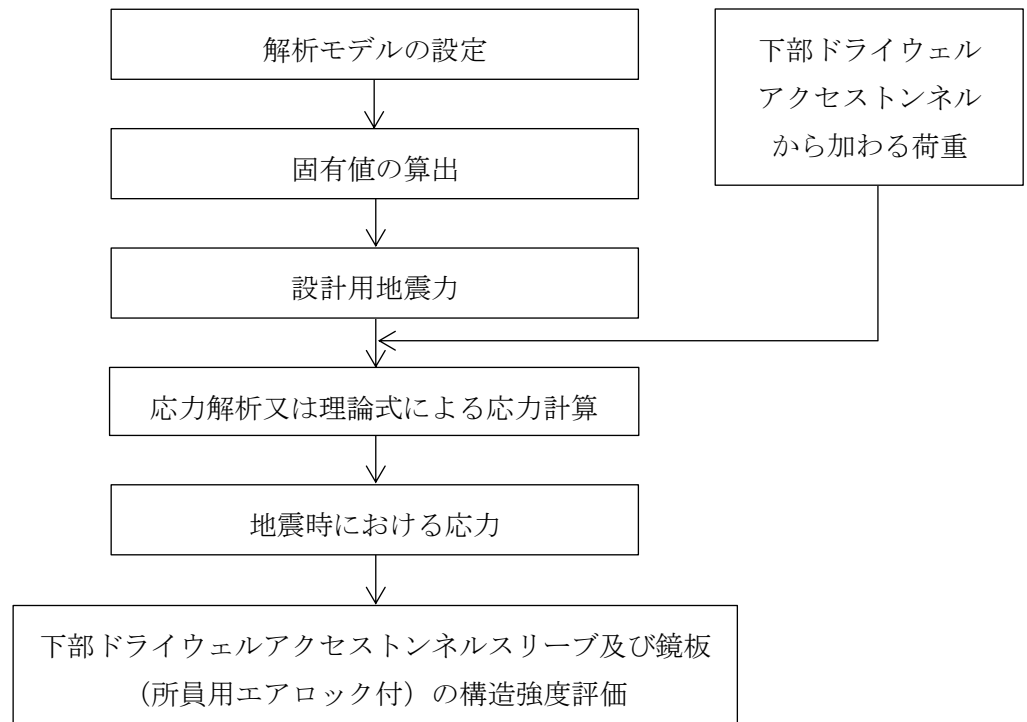 解析モデルの設定
下部ドライウェル
アクセストンネル
から加わる荷重
固有値の算出
設計用地震力
応力解析又は理論式による応力計算
地震時における応力
下部ドライウェルアクセストンネルスリーブ及び鏡板
（所員用エアロック付）の構造強度評価